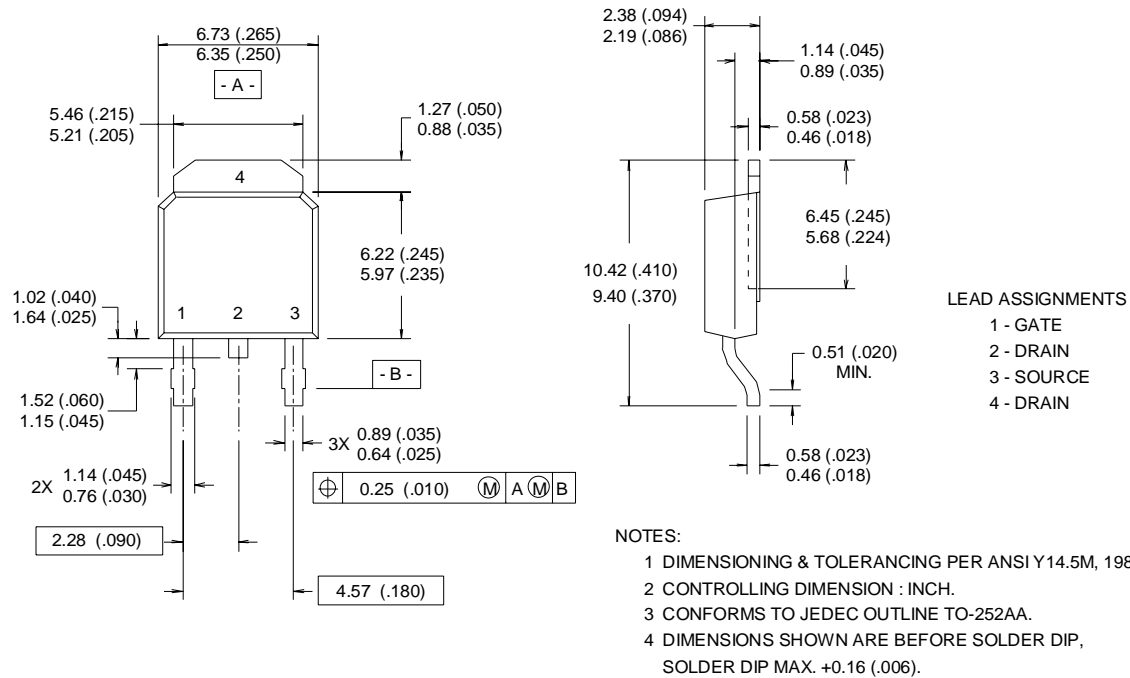 6.73 (.265)
6.35 (.250)
- A -
5.46 (.215)
5.21 (.205)
1.27 (.050)
0.88 (.035)
4
6.22 (.245)
5.97 (.235)
1.02 (.040)
1.64 (.025)
1 2 3
- B -
1.52 (.060)
1.15 (.045)
3X 0.89 (.035)
0.64 (.025)
2X 1.14 (.045)
0.76 (.030)
⌖ 0.25 (.010) Ⓜ A Ⓜ B
2.28 (.090)
4.57 (.180)
2.38 (.094)
2.19 (.086)
1.14 (.045)
0.89 (.035)
0.58 (.023)
0.46 (.018)
6.45 (.245)
5.68 (.224)
10.42 (.410)
9.40 (.370)
0.51 (.020)
MIN.
0.58 (.023)
0.46 (.018)
LEAD ASSIGNMENTS
1 - GATE
2 - DRAIN
3 - SOURCE
4 - DRAIN
NOTES:
1 DIMENSIONING & TOLERANCING PER ANSI Y14.5M, 198
2 CONTROLLING DIMENSION : INCH.
3 CONFORMS TO JEDEC OUTLINE TO-252AA.
4 DIMENSIONS SHOWN ARE BEFORE SOLDER DIP,
SOLDER DIP MAX. +0.16 (.006).